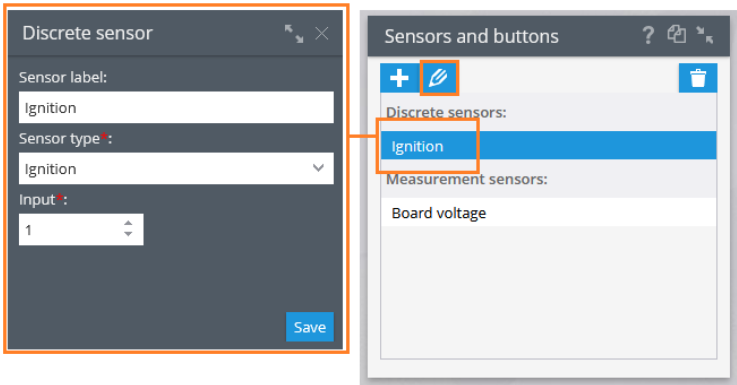 Discrete sensor
Sensor label:
Ignition
Sensor type*:
Ignition
Input*:
1
Save
Sensors and buttons
?
Discrete sensors:
Ignition
Measurement sensors:
Board voltage